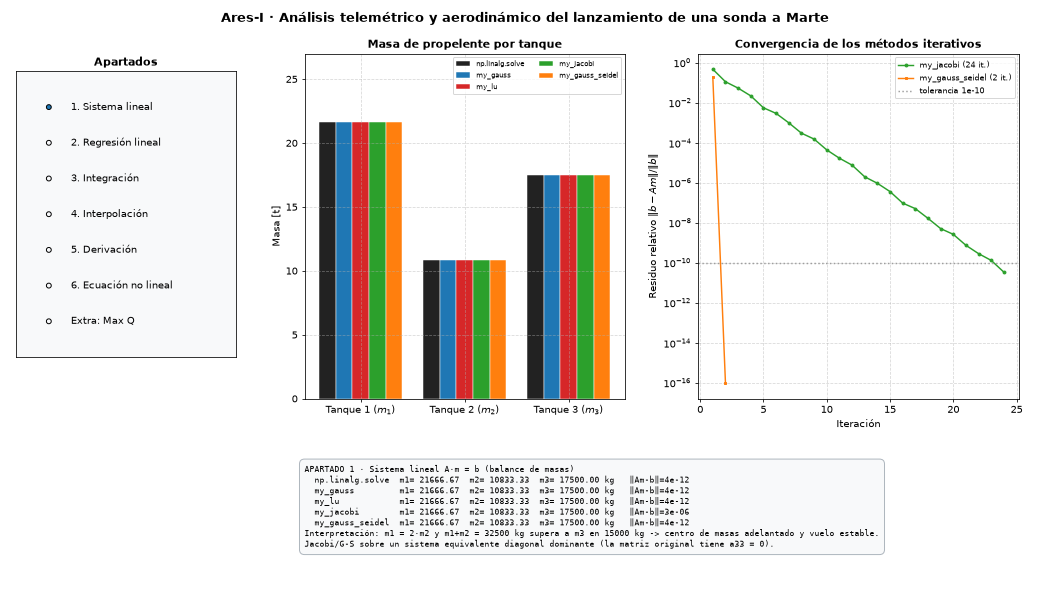 Ares-I · Análisis telemétrico y aerodinámico del lanzamiento de una sonda a Marte
Apartados
1. Sistema lineal
2. Regresión lineal
3. Integración
4. Interpolación
5. Derivación
6. Ecuación no lineal
Extra: Max Q
Masa de propelente por tanque
np.linalg.solve
my_gauss
my_lu
my_jacobi
my_gauss_seidel
Masa [t]
25
20
15
10
5
0
Tanque 1 (m₁)
Tanque 2 (m₂)
Tanque 3 (m₃)
Convergencia de los métodos iterativos
my_jacobi (24 it.)
my_gauss_seidel (2 it.)
tolerancia 1e-10
Residuo relativo ‖b − Am‖/‖b‖
10⁰
10⁻²
10⁻⁴
10⁻⁶
10⁻⁸
10⁻¹⁰
10⁻¹²
10⁻¹⁴
10⁻¹⁶
0
5
10
15
20
25
Iteración
APARTADO 1 · Sistema lineal A·m = b (balance de masas)
np.linalg.solve m1= 21666.67 m2= 10833.33 m3= 17500.00 kg ‖Am-b‖=4e-12
my_gauss m1= 21666.67 m2= 10833.33 m3= 17500.00 kg ‖Am-b‖=4e-12
my_lu m1= 21666.67 m2= 10833.33 m3= 17500.00 kg ‖Am-b‖=4e-12
my_jacobi m1= 21666.67 m2= 10833.33 m3= 17500.00 kg ‖Am-b‖=3e-06
my_gauss_seidel m1= 21666.67 m2= 10833.33 m3= 17500.00 kg ‖Am-b‖=4e-12
Interpretación: m1 = 2·m2 y m1+m2 = 32500 kg supera a m3 en 15000 kg -> centro de masas adelantado y vuelo estable.
Jacobi/G-S sobre un sistema equivalente diagonal dominante (la matriz original tiene a33 = 0).